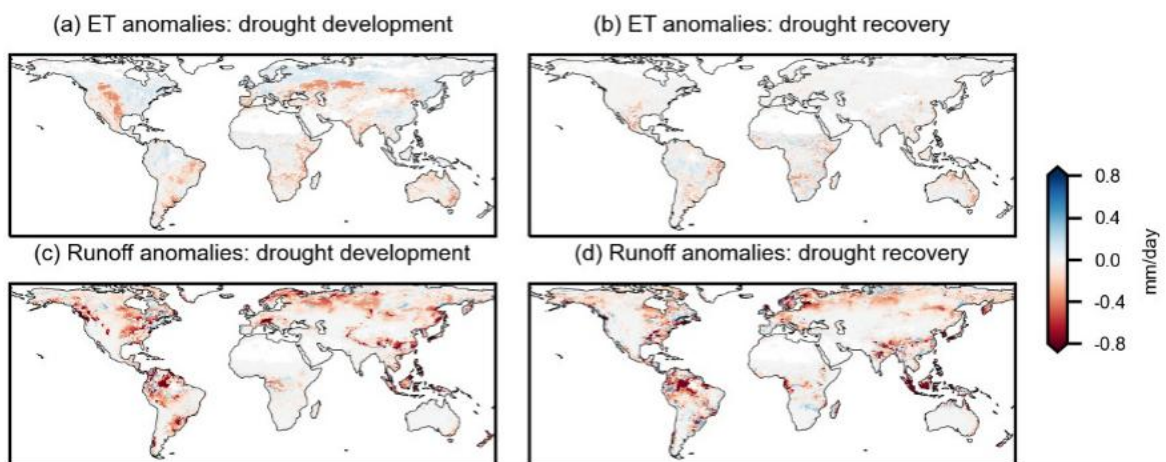 (a) ET anomalies: drought development
(b) ET anomalies: drought recovery
(c) Runoff anomalies: drought development
(d) Runoff anomalies: drought recovery
0.8
0.4
0.0
-0.4
-0.8
mm/day